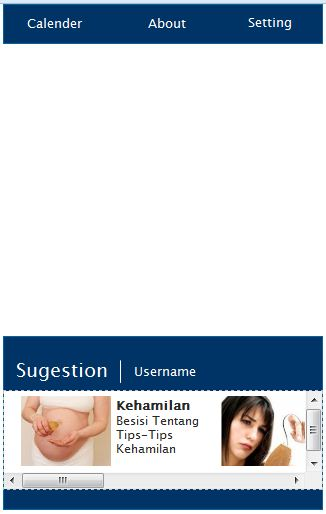 Calender About Setting
Sugestion Username
Kehamilan
Besisi Tentang
Tips-Tips
Kehamilan